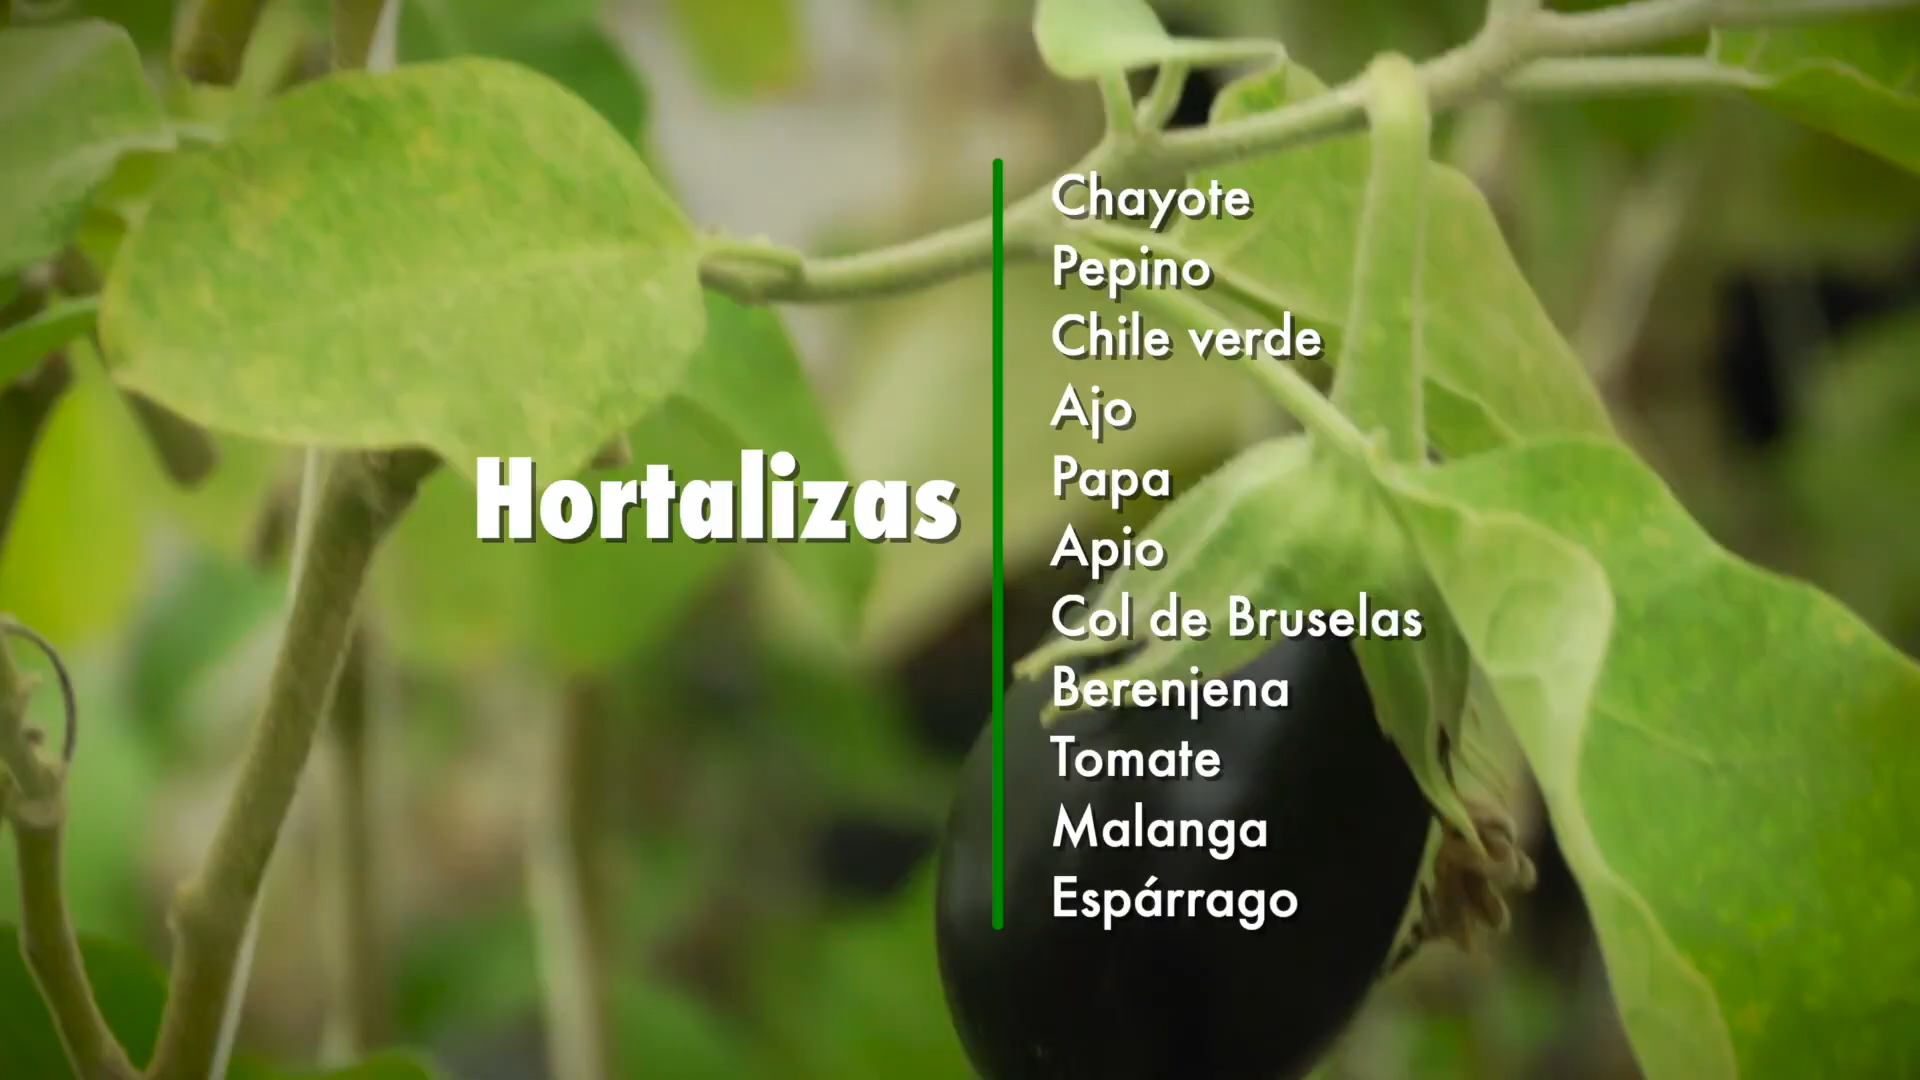 Hortalizas
Chayote
Pepino
Chile verde
Ajo
Papa
Apio
Col de Bruselas
Berenjena
Tomate
Malanga
Espárrago